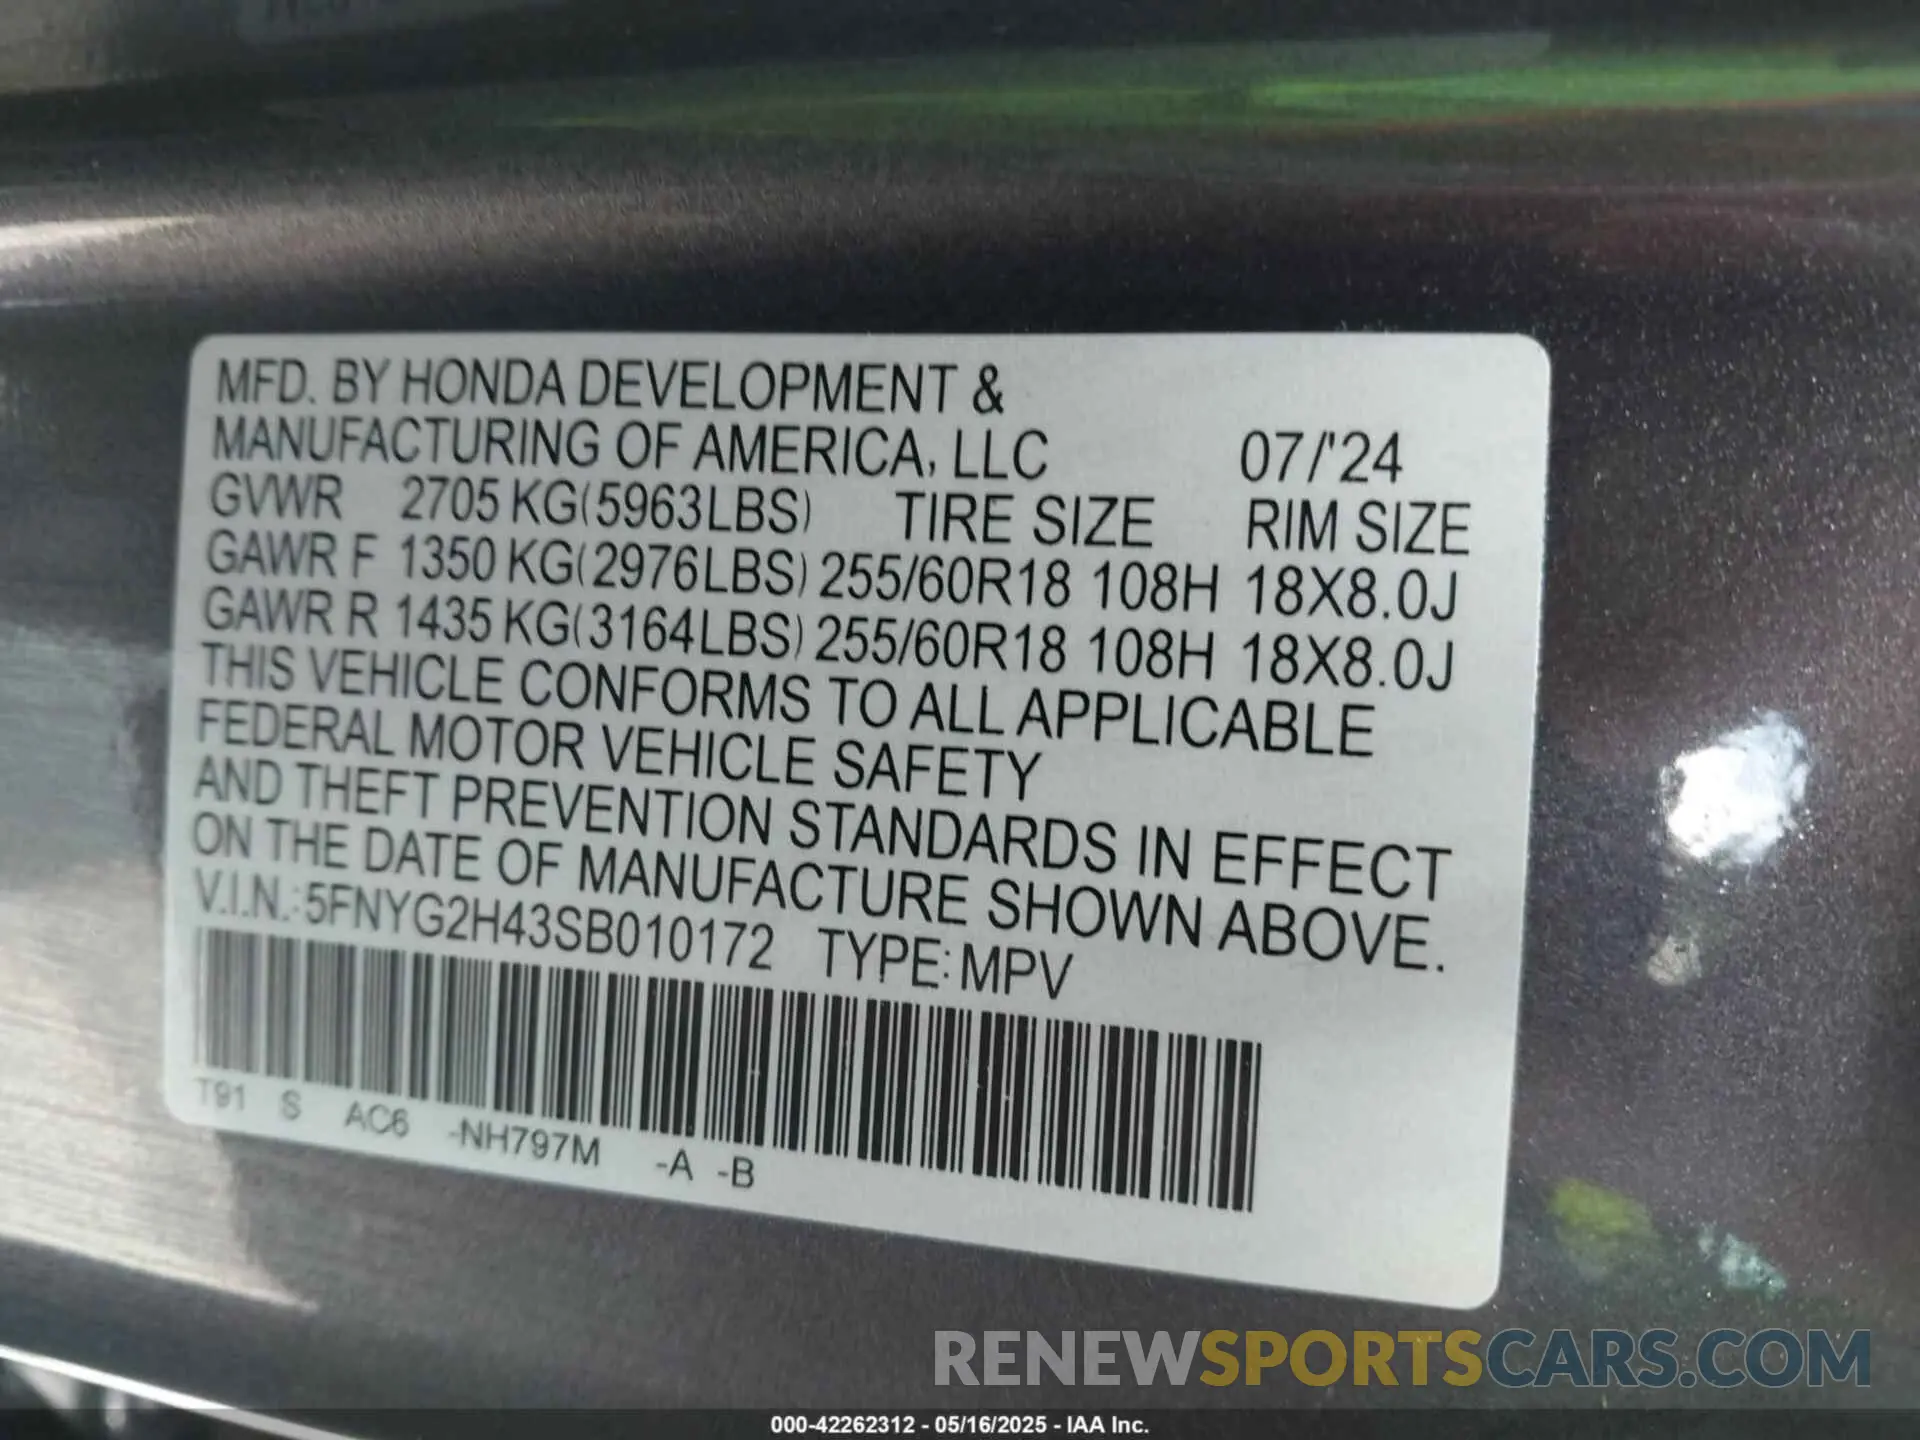 MFD. BY HONDA DEVELOPMENT &
MANUFACTURING OF AMERICA, LLC 07/'24
GVWR 2705 KG(5963LBS) TIRE SIZE RIM SIZE
GAWR F 1350 KG(2976LBS) 255/60R18 108H 18X8.0J
GAWR R 1435 KG(3164LBS) 255/60R18 108H 18X8.0J
THIS VEHICLE CONFORMS TO ALL APPLICABLE
FEDERAL MOTOR VEHICLE SAFETY
AND THEFT PREVENTION STANDARDS IN EFFECT
ON THE DATE OF MANUFACTURE SHOWN ABOVE.
V.I.N.:5FNYG2H43SB010172 TYPE:MPV
T91 S AC6 -NH797M -A -B
RENEWSPORTSCARS.COM
000-42262312 - 05/16/2025 - IAA Inc.